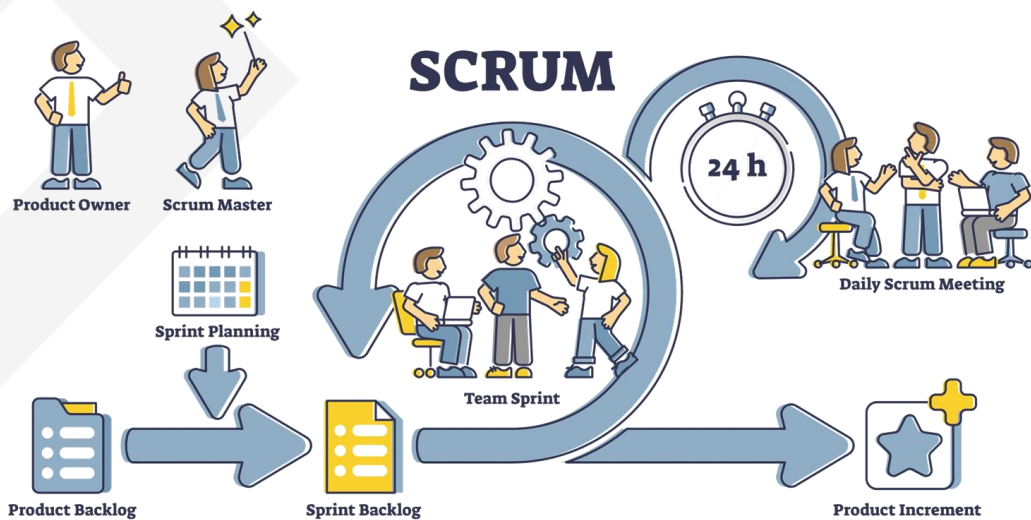 SCRUM
Product Owner
Scrum Master
24 h
Daily Scrum Meeting
Sprint Planning
Team Sprint
Product Backlog
Sprint Backlog
Product Increment